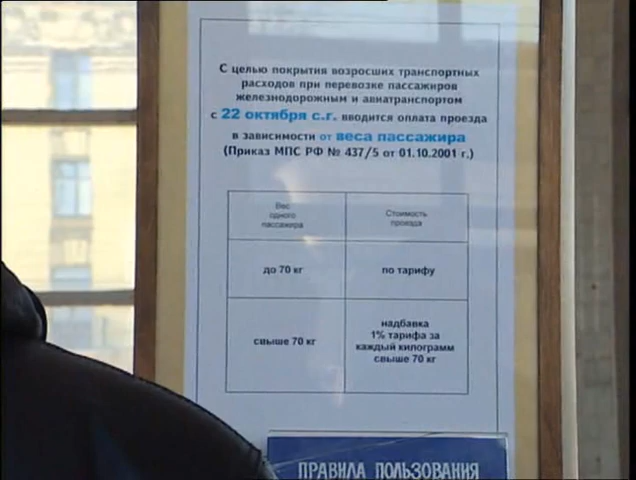 С целью покрытия возросших транспортных
расходов при перевозке пассажиров
железнодорожным и авиатранспортом
с 22 октября с.г. вводится оплата проезда
в зависимости от веса пассажира
(Приказ МПС РФ № 437/5 от 01.10.2001 г.)
Вес
одного
пассажира
Стоимость
проезда
до 70 кг
по тарифу
свыше 70 кг
надбавка
1% тарифа за
каждый килограмм
свыше 70 кг
ПРАВИЛА ПОЛЬЗОВАНИЯ